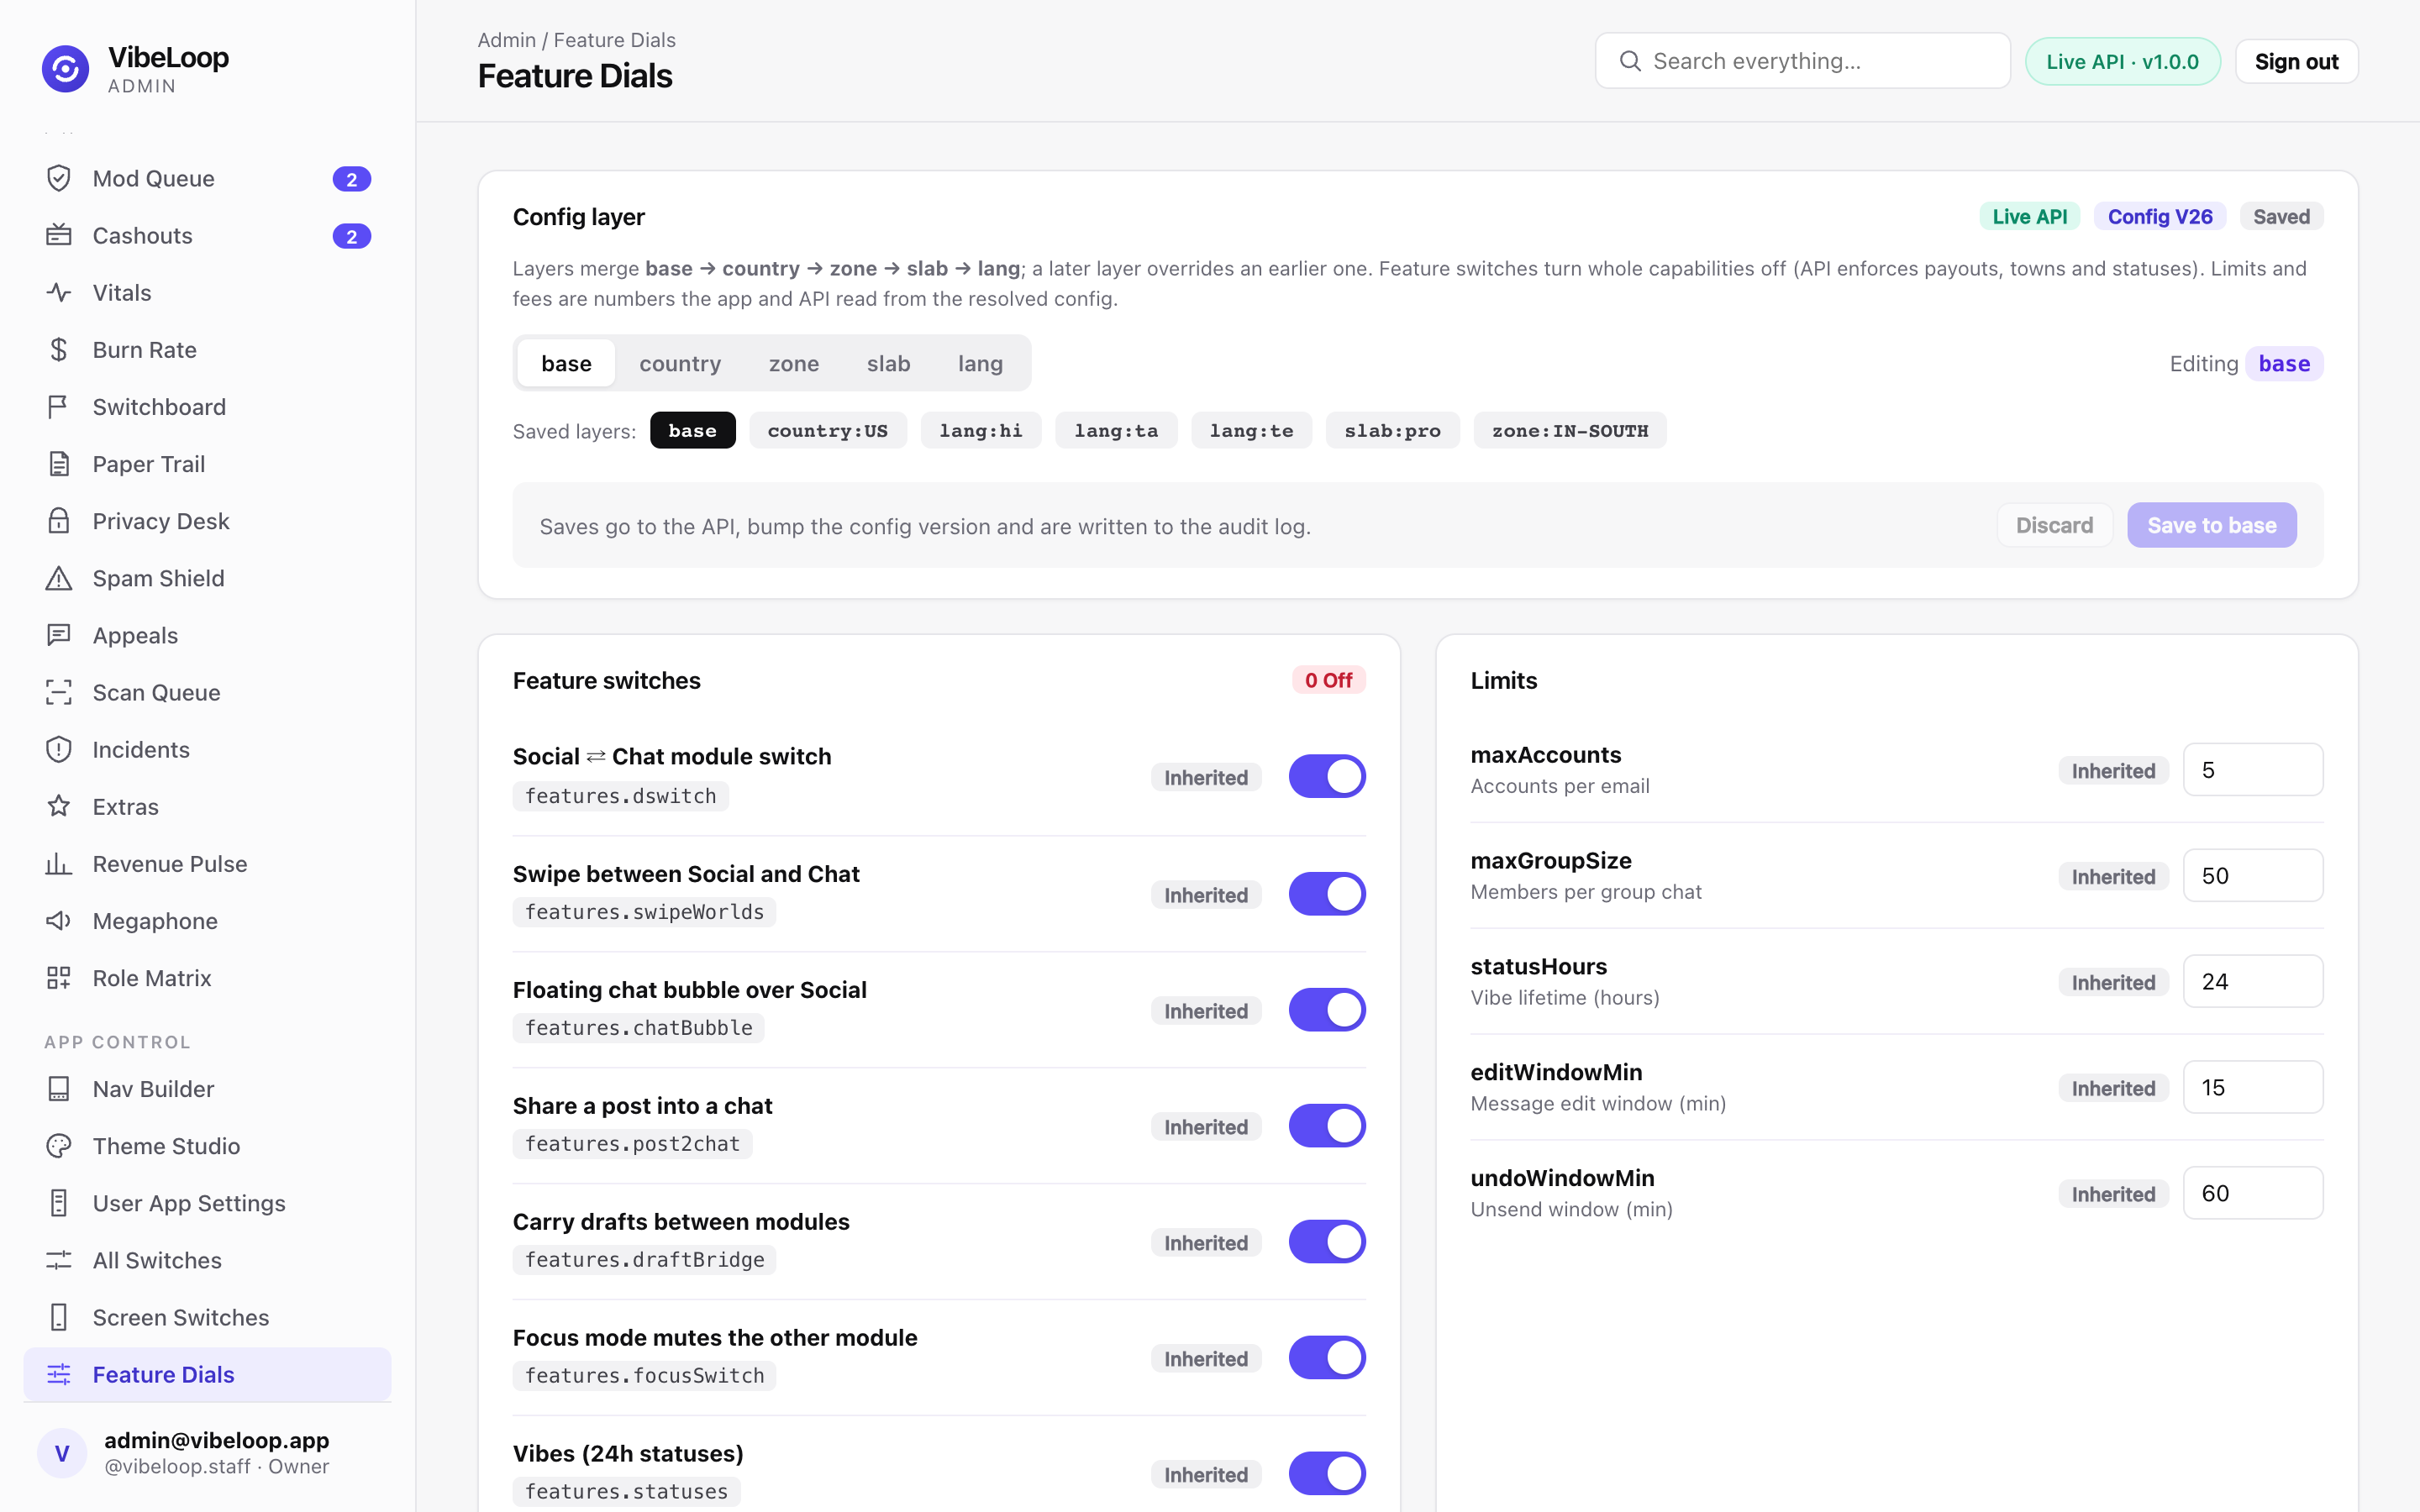 VibeLoop
ADMIN
Mod Queue 2
Cashouts 2
Vitals
Burn Rate
Switchboard
Paper Trail
Privacy Desk
Spam Shield
Appeals
Scan Queue
Incidents
Extras
Revenue Pulse
Megaphone
Role Matrix
APP CONTROL
Nav Builder
Theme Studio
User App Settings
All Switches
Screen Switches
Feature Dials
V
admin@vibeloop.app
@vibeloop.staff · Owner
Admin / Feature Dials
Feature Dials
Search everything...
Live API · v1.0.0
Sign out
Config layer
Live API
Config V26
Saved
Layers merge base → country → zone → slab → lang; a later layer overrides an earlier one. Feature switches turn whole capabilities off (API enforces payouts, towns and statuses). Limits and
fees are numbers the app and API read from the resolved config.
base country zone slab lang
Editing base
Saved layers: base country:US lang:hi lang:ta lang:te slab:pro zone:IN-SOUTH
Saves go to the API, bump the config version and are written to the audit log.
Discard
Save to base
Feature switches
0 Off
Social ⇄ Chat module switch
features.dswitch
Inherited
Swipe between Social and Chat
features.swipeWorlds
Inherited
Floating chat bubble over Social
features.chatBubble
Inherited
Share a post into a chat
features.post2chat
Inherited
Carry drafts between modules
features.draftBridge
Inherited
Focus mode mutes the other module
features.focusSwitch
Inherited
Vibes (24h statuses)
features.statuses
Inherited
Limits
maxAccounts
Accounts per email
Inherited
5
maxGroupSize
Members per group chat
Inherited
50
statusHours
Vibe lifetime (hours)
Inherited
24
editWindowMin
Message edit window (min)
Inherited
15
undoWindowMin
Unsend window (min)
Inherited
60